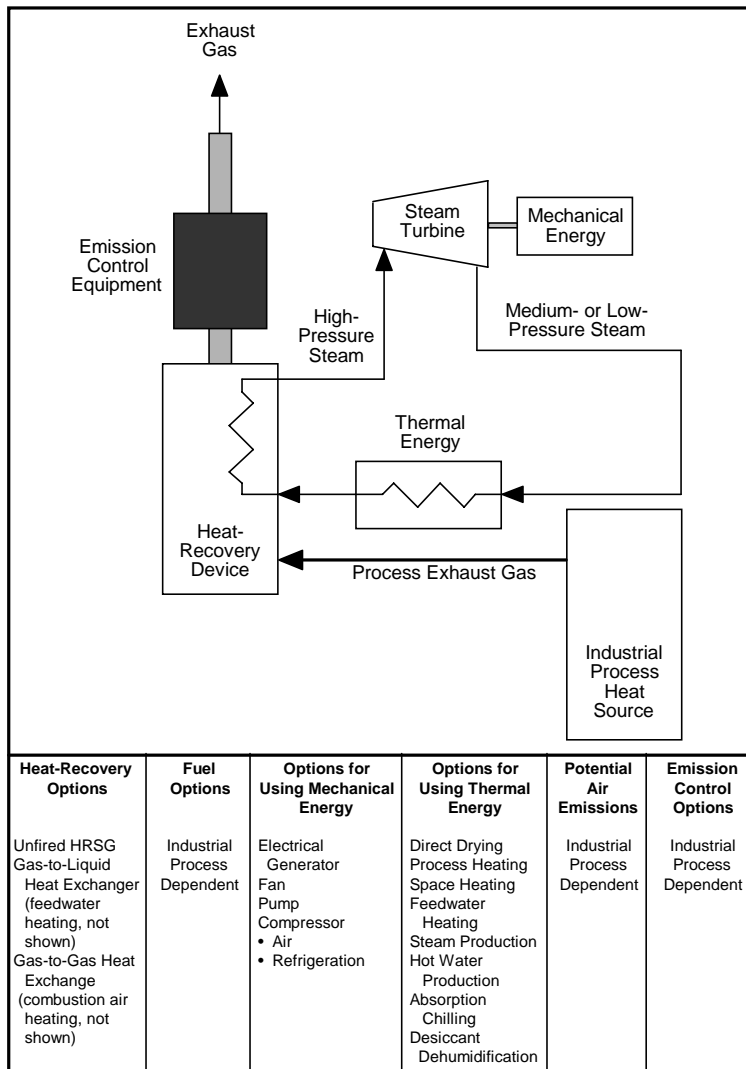 Exhaust
Gas
Steam
Turbine
Mechanical
Energy
Emission
Control
Equipment
High-
Pressure
Steam
Medium- or Low-
Pressure Steam
Thermal
Energy
Heat-
Recovery
Device
Process Exhaust Gas
Industrial
Process
Heat
Source
Heat-Recovery
Options
Unfired HRSG
Gas-to-Liquid
Heat Exchanger
(feedwater
heating, not
shown)
Gas-to-Gas Heat
Exchange
(combustion air
heating, not
shown)
Fuel
Options
Industrial
Process
Dependent
Options for
Using Mechanical
Energy
Electrical
Generator
Fan
Pump
Compressor
• Air
• Refrigeration
Options for
Using Thermal
Energy
Direct Drying
Process Heating
Space Heating
Feedwater
Heating
Steam Production
Hot Water
Production
Absorption
Chilling
Desiccant
Dehumidification
Potential
Air
Emissions
Industrial
Process
Dependent
Emission
Control
Options
Industrial
Process
Dependent